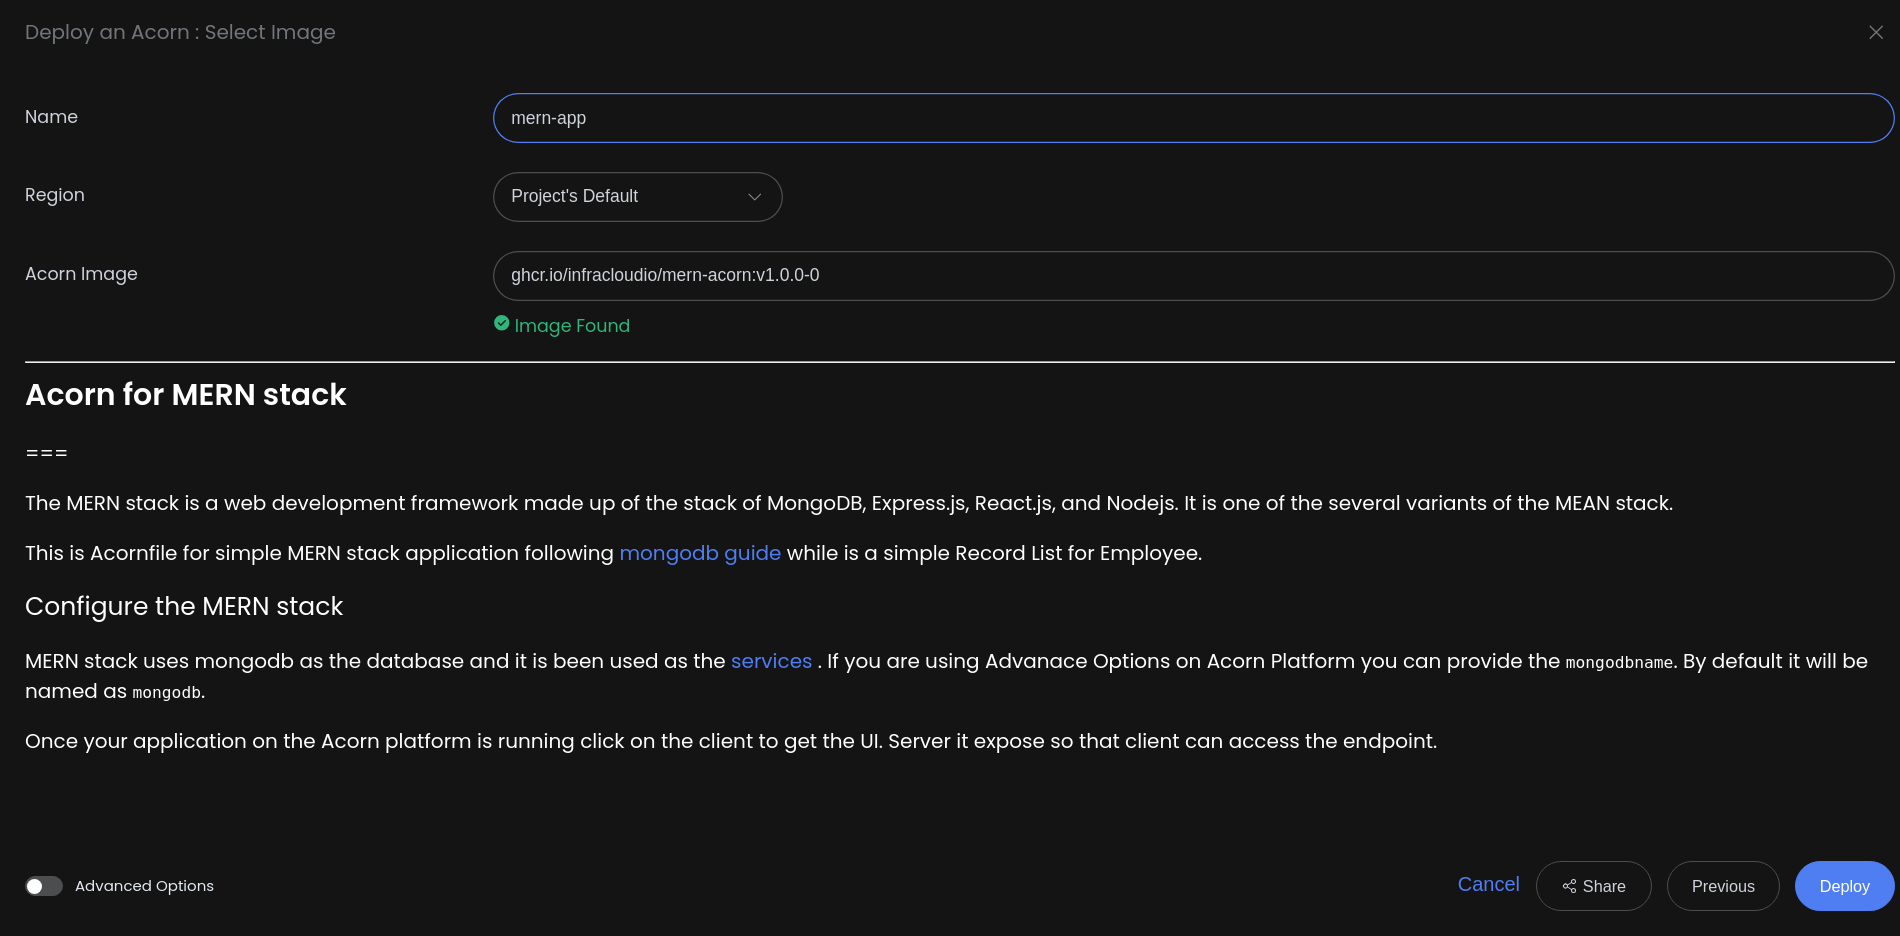 Deploy an Acorn : Select Image
Name
mern-app
Region
Project's Default
Acorn Image
ghcr.io/infracloudio/mern-acorn:v1.0.0-0
Image Found
Acorn for MERN stack
===
The MERN stack is a web development framework made up of the stack of MongoDB, Express.js, React.js, and Nodejs. It is one of the several variants of the MEAN stack.
This is Acornfile for simple MERN stack application following mongodb guide while is a simple Record List for Employee.
Configure the MERN stack
MERN stack uses mongodb as the database and it is been used as the services . If you are using Advanace Options on Acorn Platform you can provide the mongodbname. By default it will be
named as mongodb.
Once your application on the Acorn platform is running click on the client to get the UI. Server it expose so that client can access the endpoint.
Advanced Options
Cancel
Share
Previous
Deploy